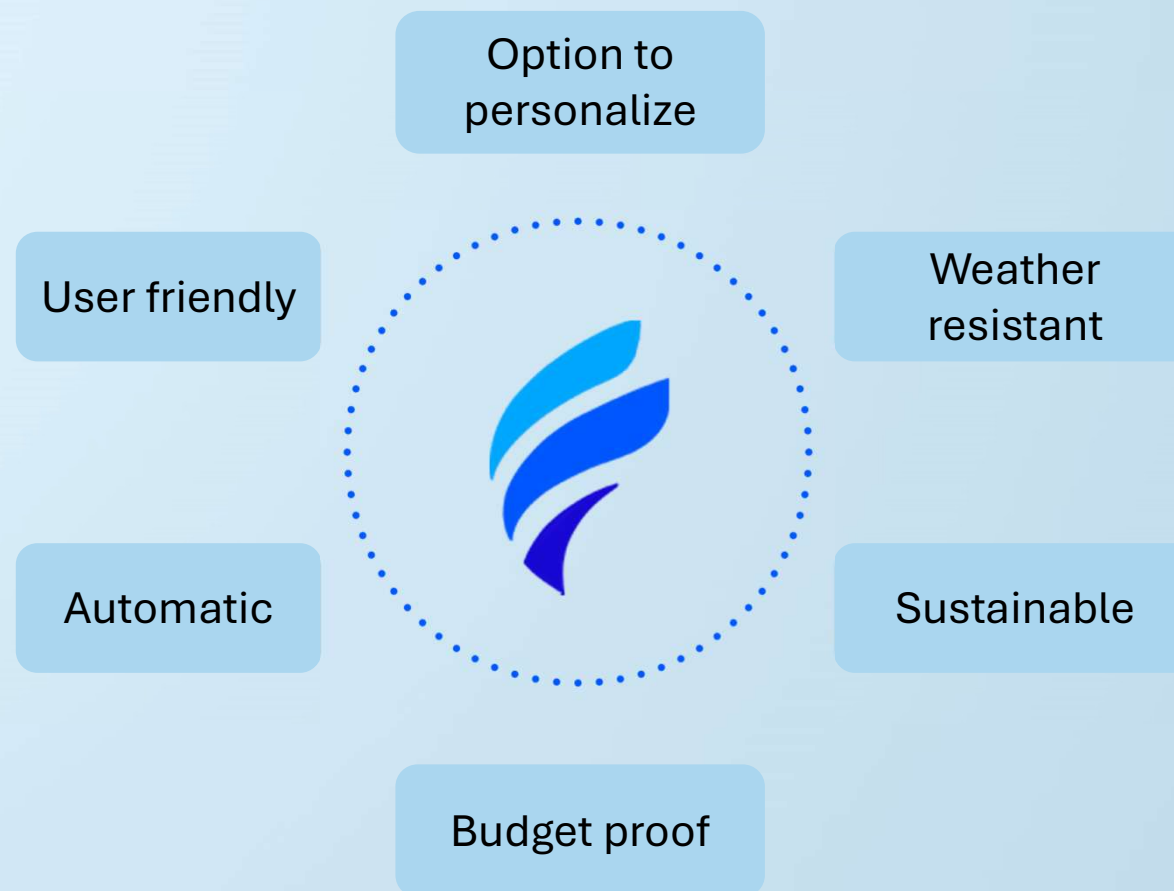 Option to
personalize
User friendly
Weather
resistant
Automatic
Sustainable
Budget proof